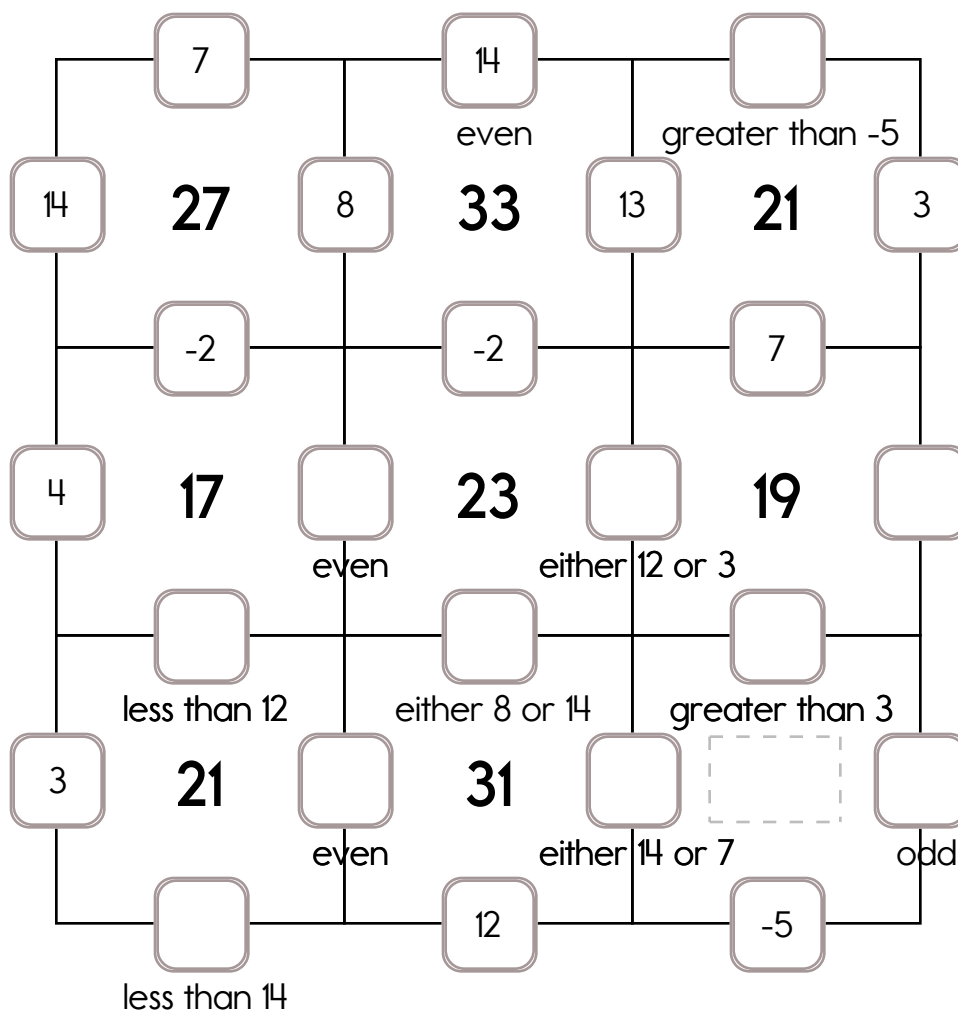 7 14
even greater than -5
14 27 8 33 13 21 3
-2 -2 7
4 17 23 19
even either 12 or 3
less than 12 either 8 or 14 greater than 3
3 21 31
even either 14 or 7 odd
12 -5
less than 14